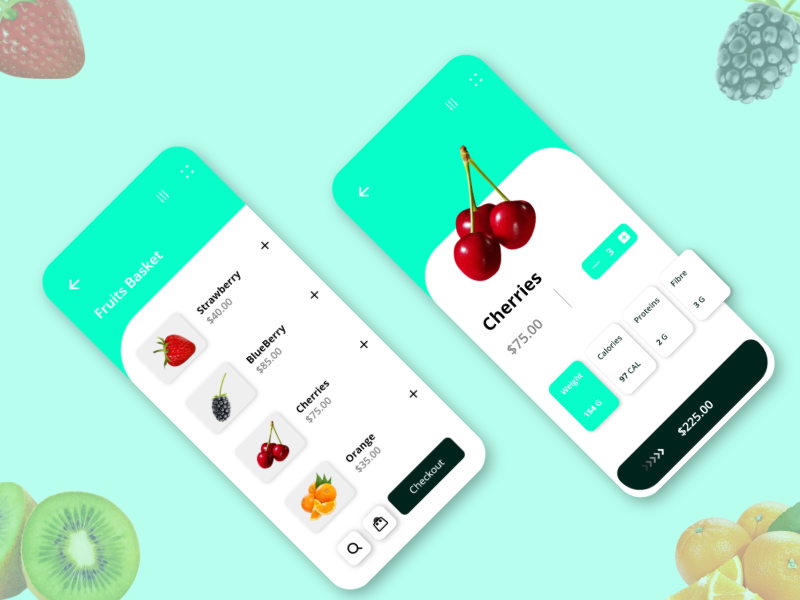 Fruits Basket
Strawberry
$40.00
+
BlueBerry
$85.00
+
Cherries
$75.00
+
Orange
$35.00
+
Checkout
Cherries
$75.00
— 3 +
Weight
154 G
Calories
97 CAL
Proteins
2 G
Fibre
3 G
$225.00